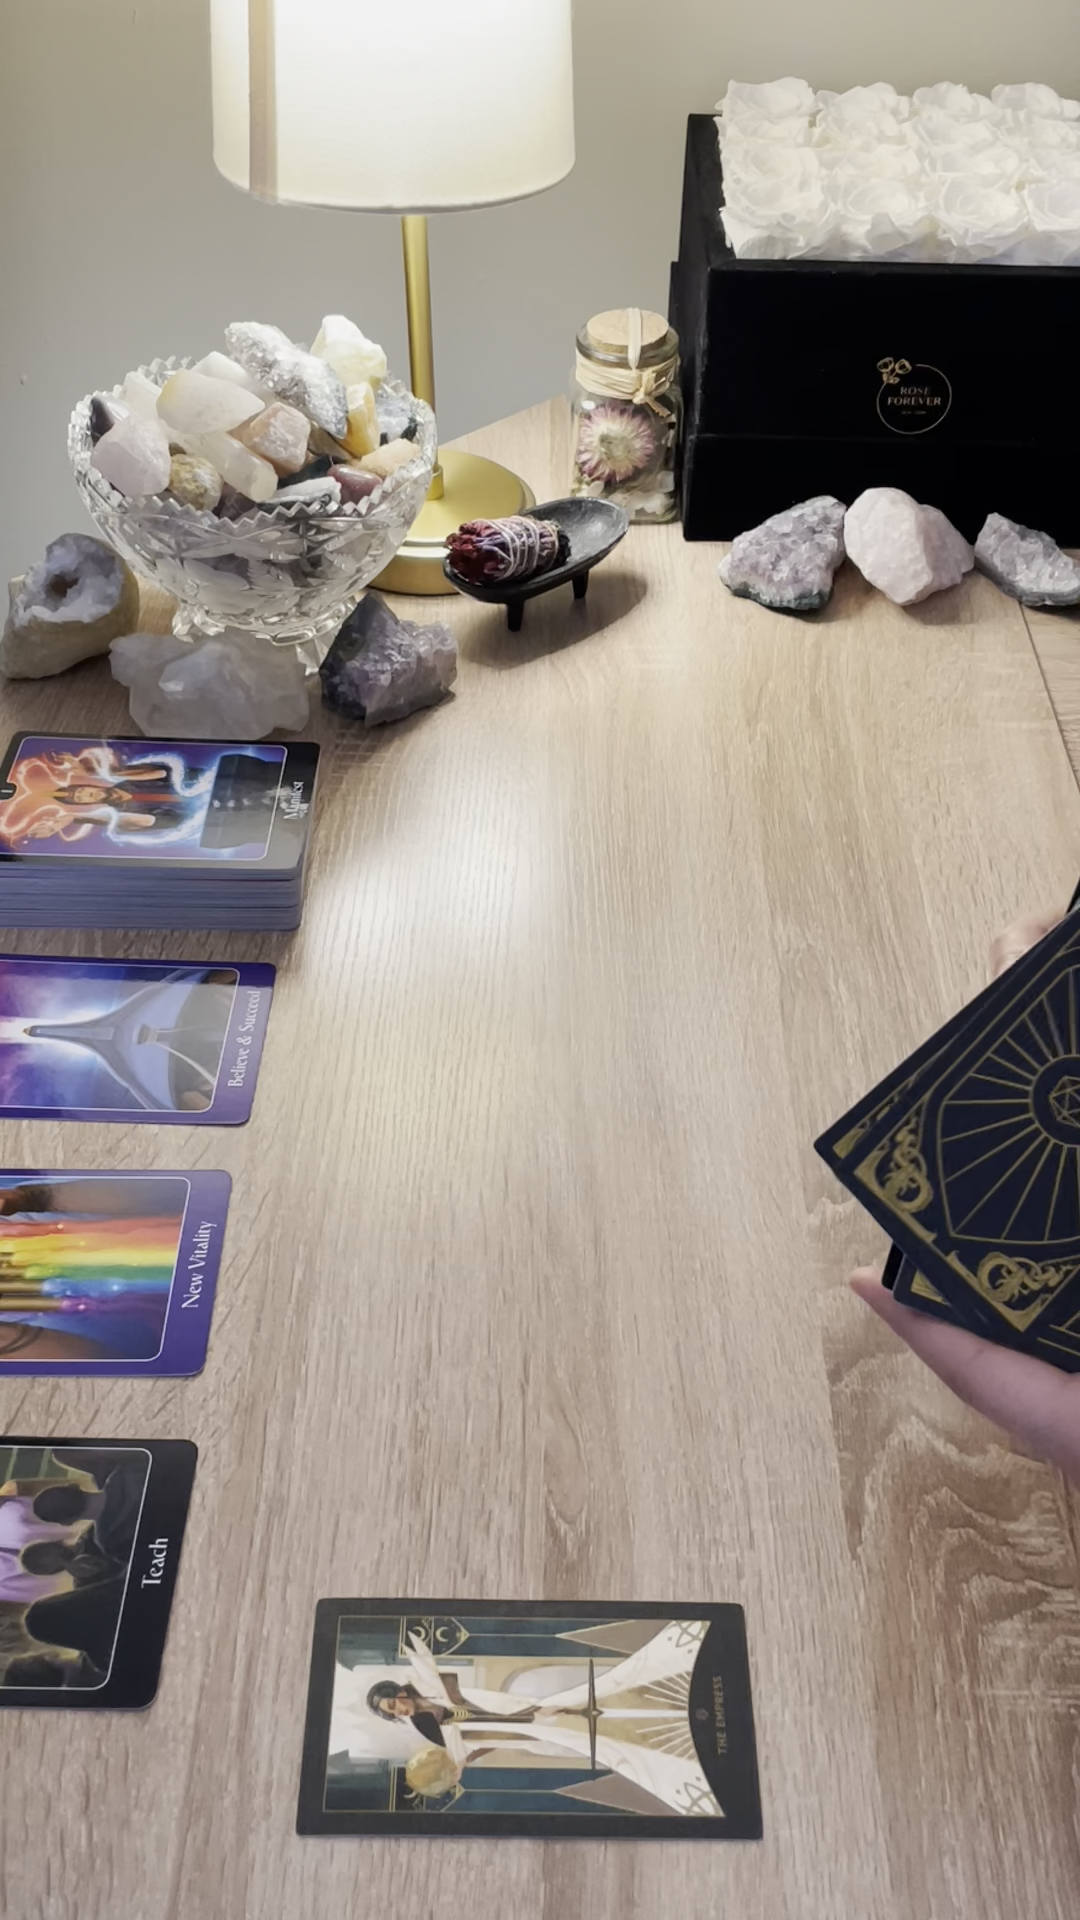 ROSE
FOREVER
I
Manifest
Believe & Succeed
New Vitality
Teach
THE EMPRESS